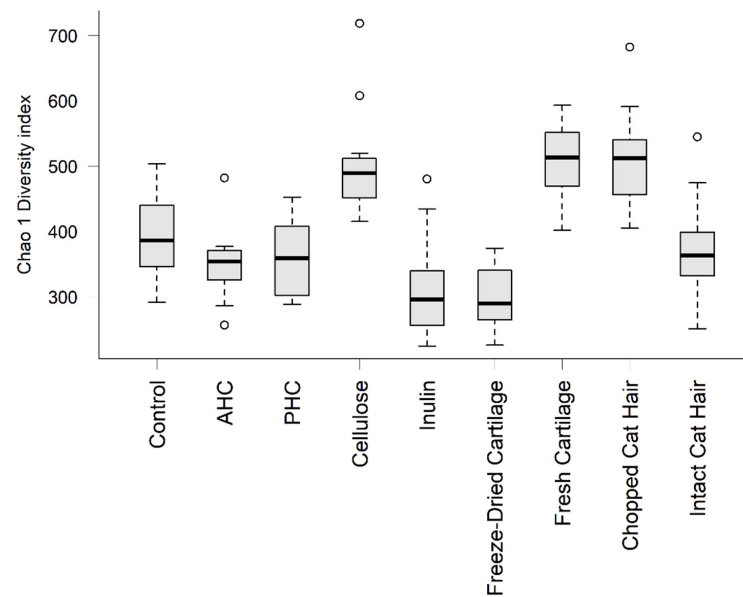 Chao 1 Diversity index
700
600
500
400
300
Control
AHC
PHC
Cellulose
Inulin
Freeze-Dried Cartilage
Fresh Cartilage
Chopped Cat Hair
Intact Cat Hair